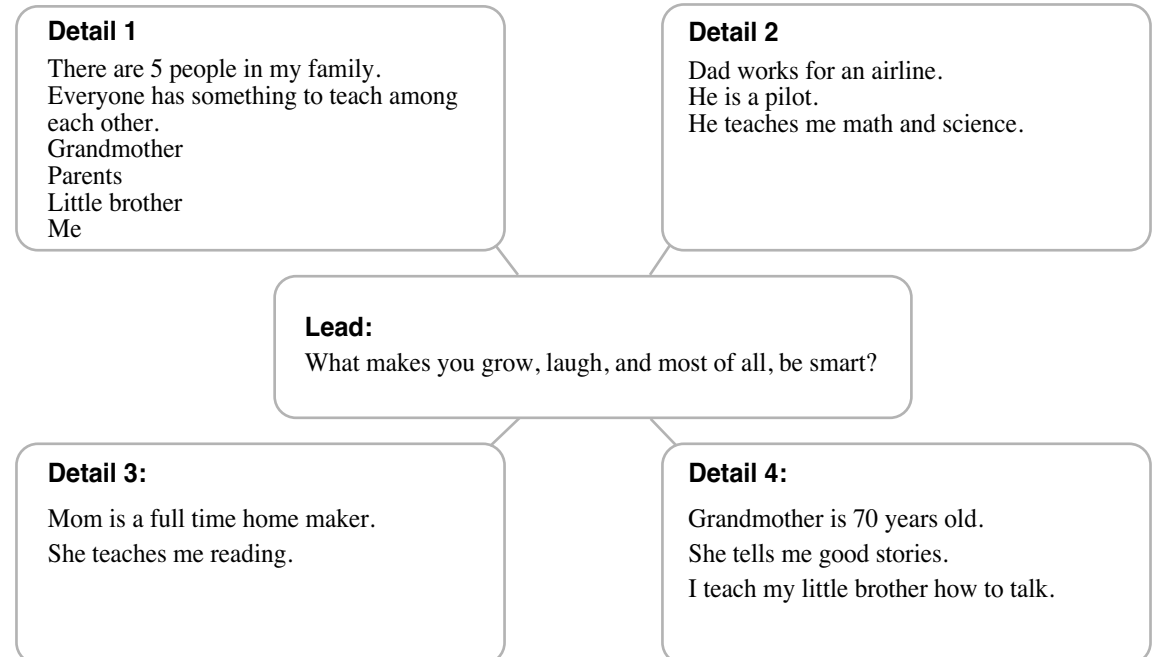 Detail 1
There are 5 people in my family.
Everyone has something to teach among
each other.
Grandmother
Parents
Little brother
Me
Detail 2
Dad works for an airline.
He is a pilot.
He teaches me math and science.
Lead:
What makes you grow, laugh, and most of all, be smart?
Detail 3:
Mom is a full time home maker.
She teaches me reading.
Detail 4:
Grandmother is 70 years old.
She tells me good stories.
I teach my little brother how to talk.